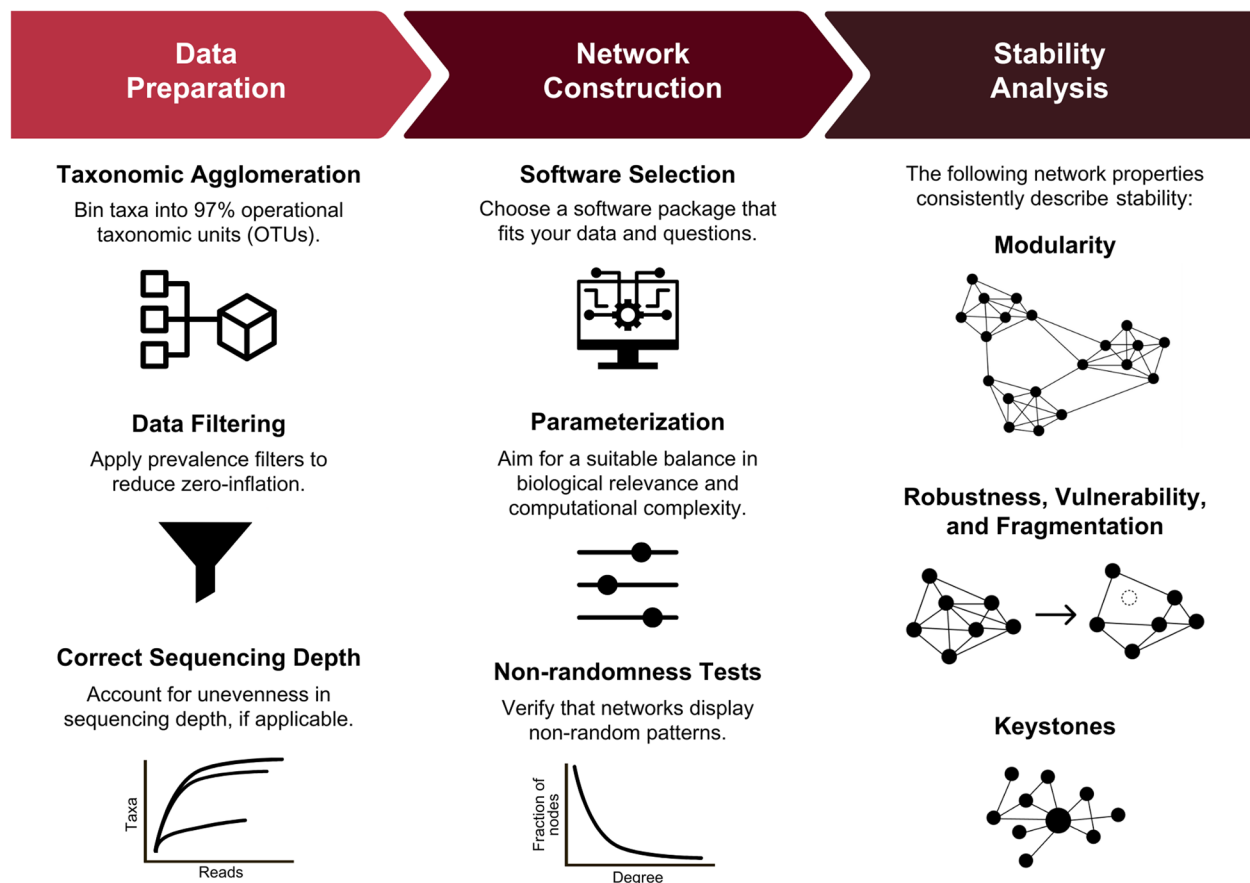 Data
Preparation
Network
Construction
Stability
Analysis
Taxonomic Agglomeration
Bin taxa into 97% operational
taxonomic units (OTUs).
Data Filtering
Apply prevalence filters to
reduce zero-inflation.
Correct Sequencing Depth
Account for unevenness in
sequencing depth, if applicable.
Taxa
Reads
Software Selection
Choose a software package that
fits your data and questions.
Parameterization
Aim for a suitable balance in
biological relevance and
computational complexity.
Non-randomness Tests
Verify that networks display
non-random patterns.
Fraction of
nodes
Degree
The following network properties
consistently describe stability:
Modularity
Robustness, Vulnerability,
and Fragmentation
Keystones